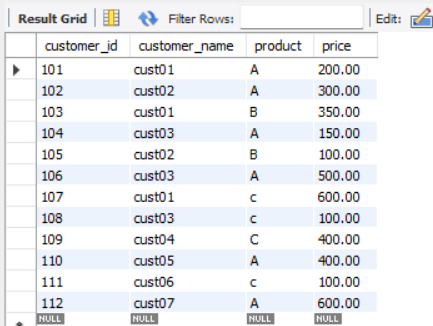 Result Grid Filter Rows: Edit:
customer_id customer_name product price
101 cust01 A 200.00
102 cust02 A 300.00
103 cust01 B 350.00
104 cust03 A 150.00
105 cust02 B 100.00
106 cust03 A 500.00
107 cust01 c 600.00
108 cust03 c 100.00
109 cust04 C 400.00
110 cust05 A 400.00
111 cust06 c 100.00
112 cust07 A 600.00
NULL NULL NULL NULL